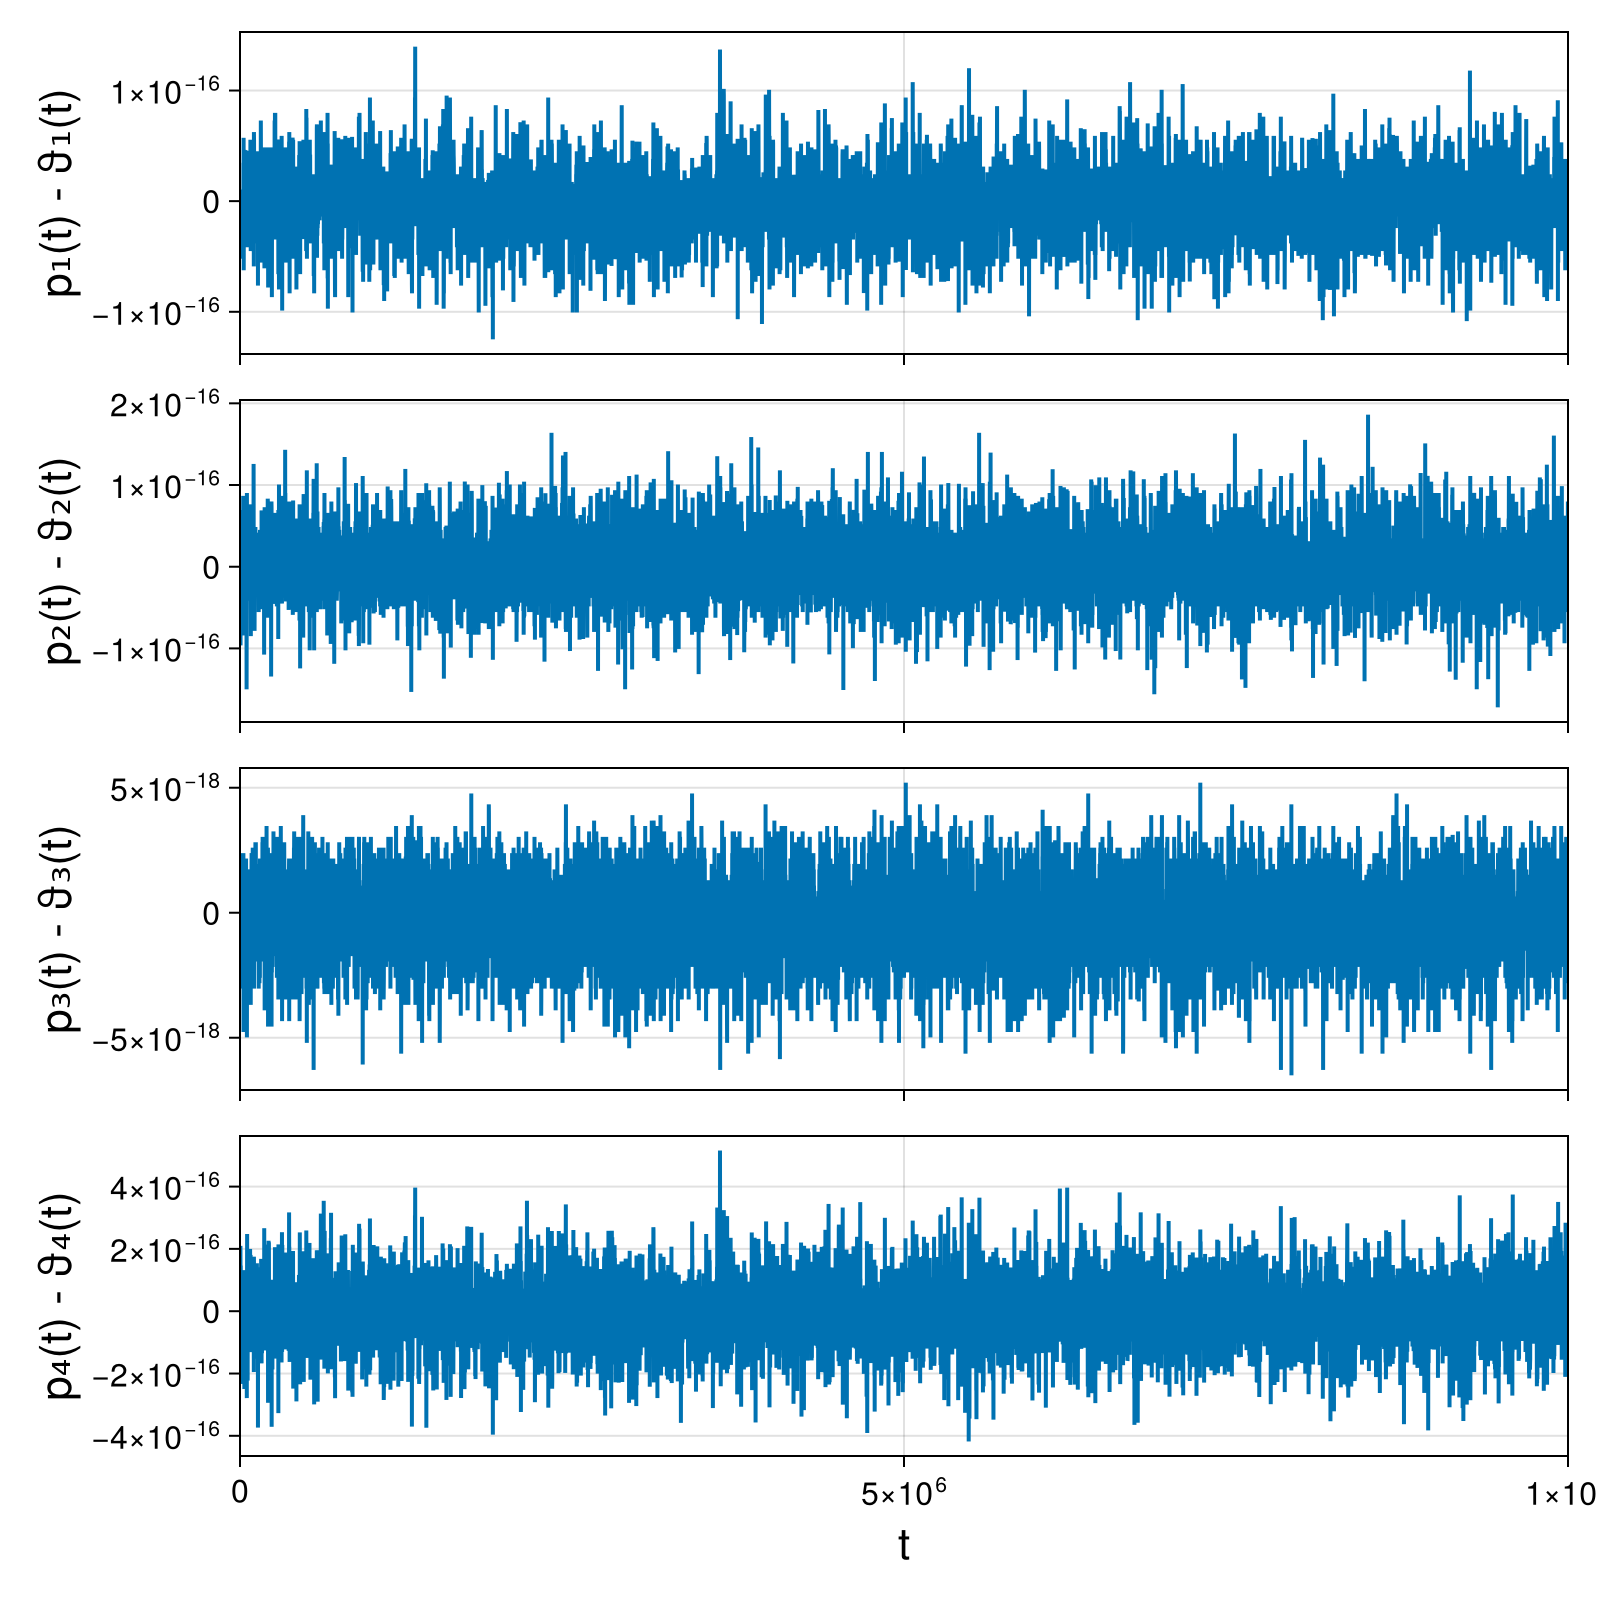 p₁(t) - ϑ₁(t)
1×10⁻¹⁶
0
−1×10⁻¹⁶
p₂(t) - ϑ₂(t)
2×10⁻¹⁶
1×10⁻¹⁶
0
−1×10⁻¹⁶
p₃(t) - ϑ₃(t)
5×10⁻¹⁸
0
−5×10⁻¹⁸
p₄(t) - ϑ₄(t)
4×10⁻¹⁶
2×10⁻¹⁶
0
−2×10⁻¹⁶
−4×10⁻¹⁶
0 5×10⁶ 1×10
t